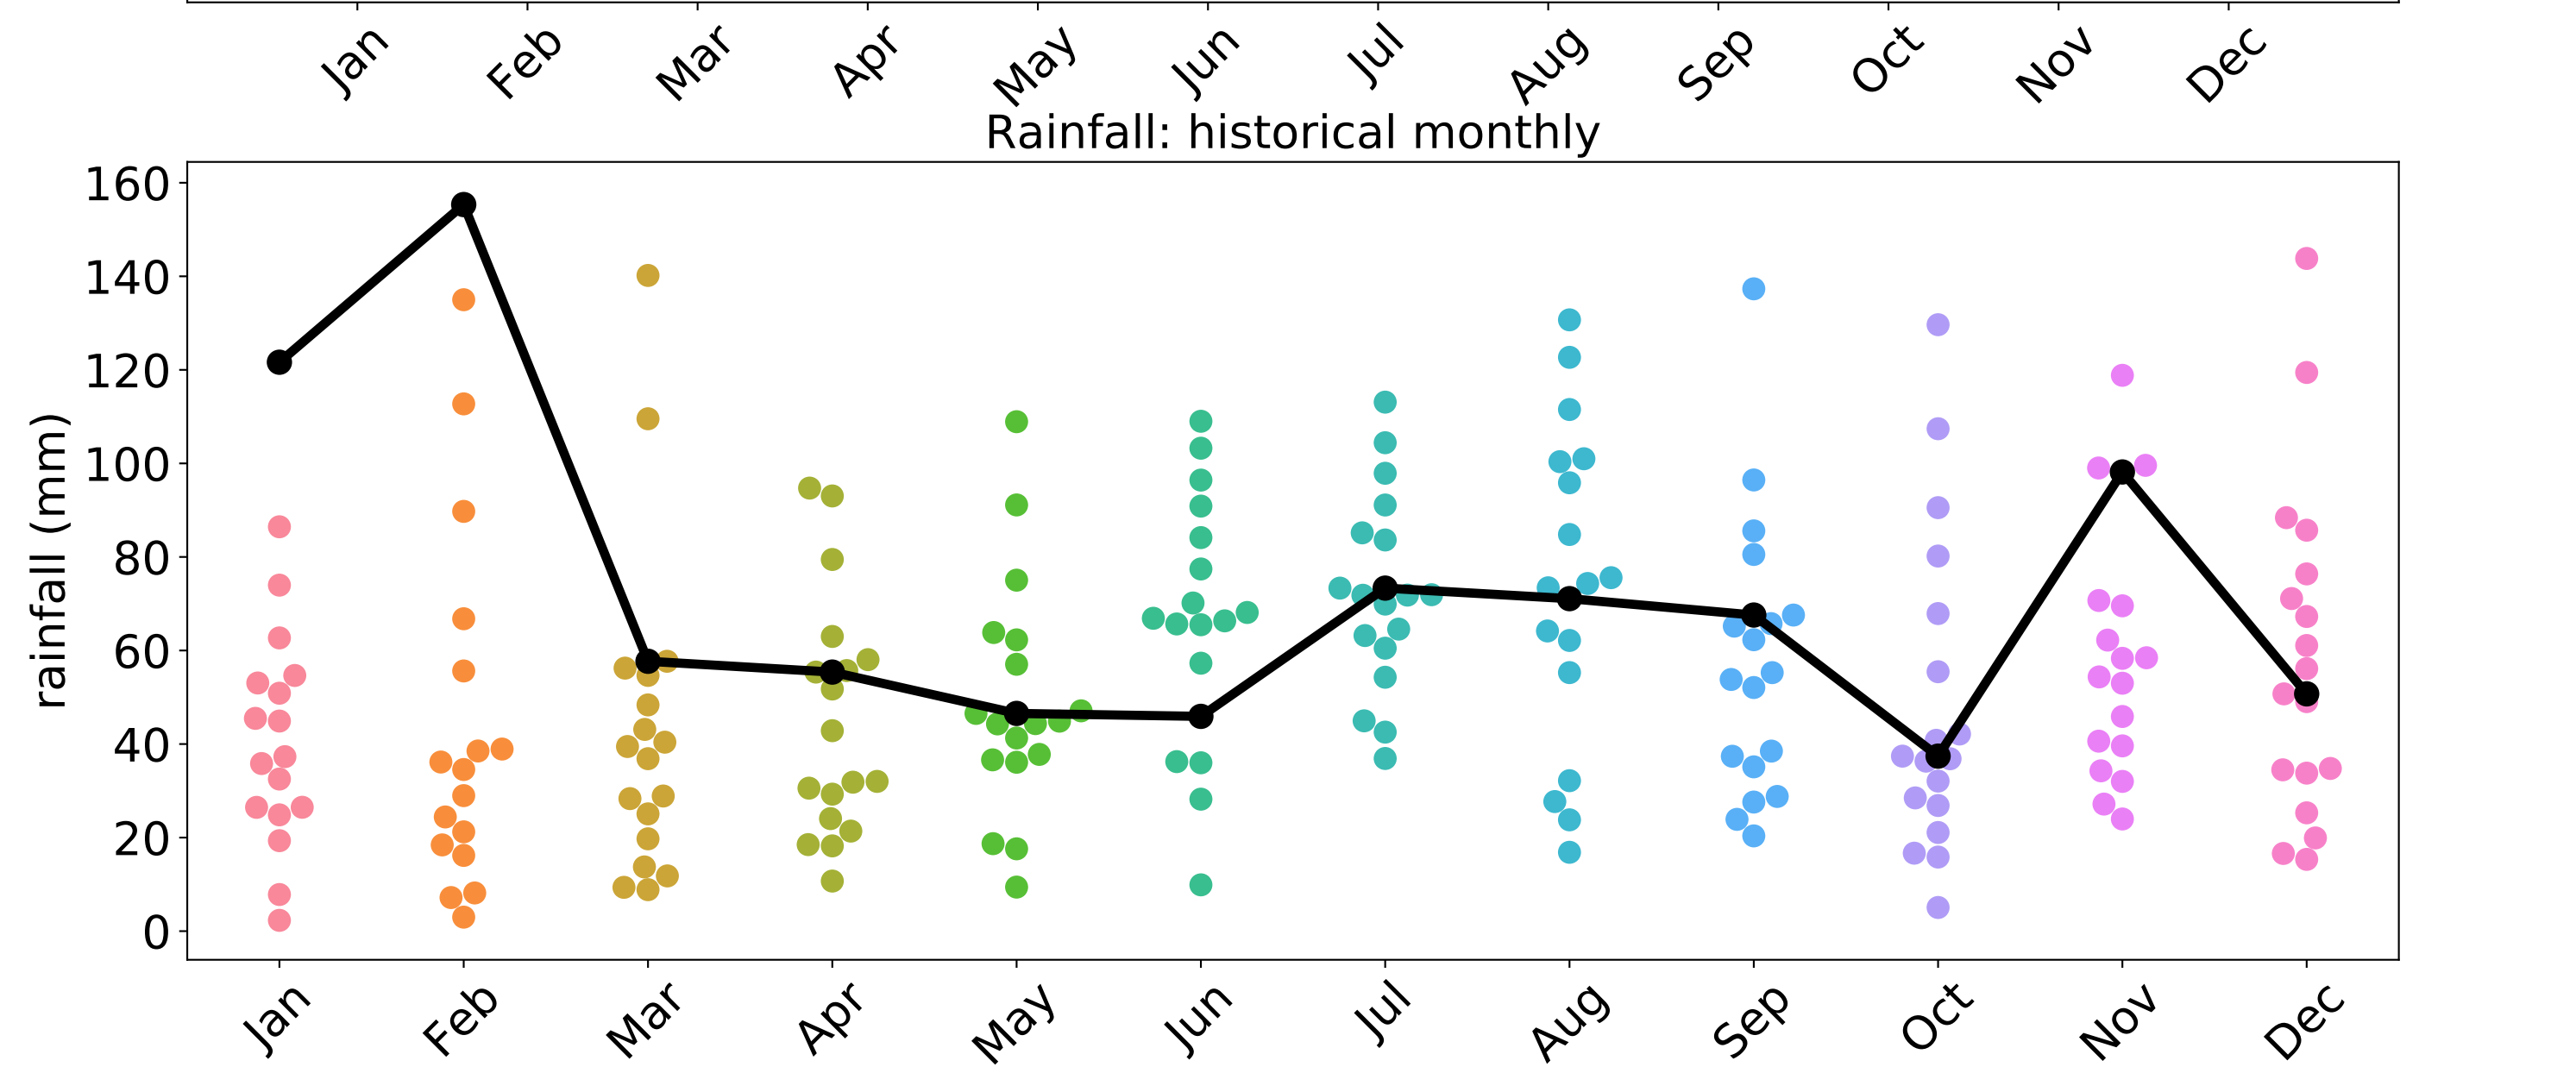 Jan Feb Mar Apr May Jun Jul Aug Sep Oct Nov Dec
Rainfall: historical monthly
160
140
120
100
80
60
40
20
0
rainfall (mm)
Jan Feb Mar Apr May Jun Jul Aug Sep Oct Nov Dec